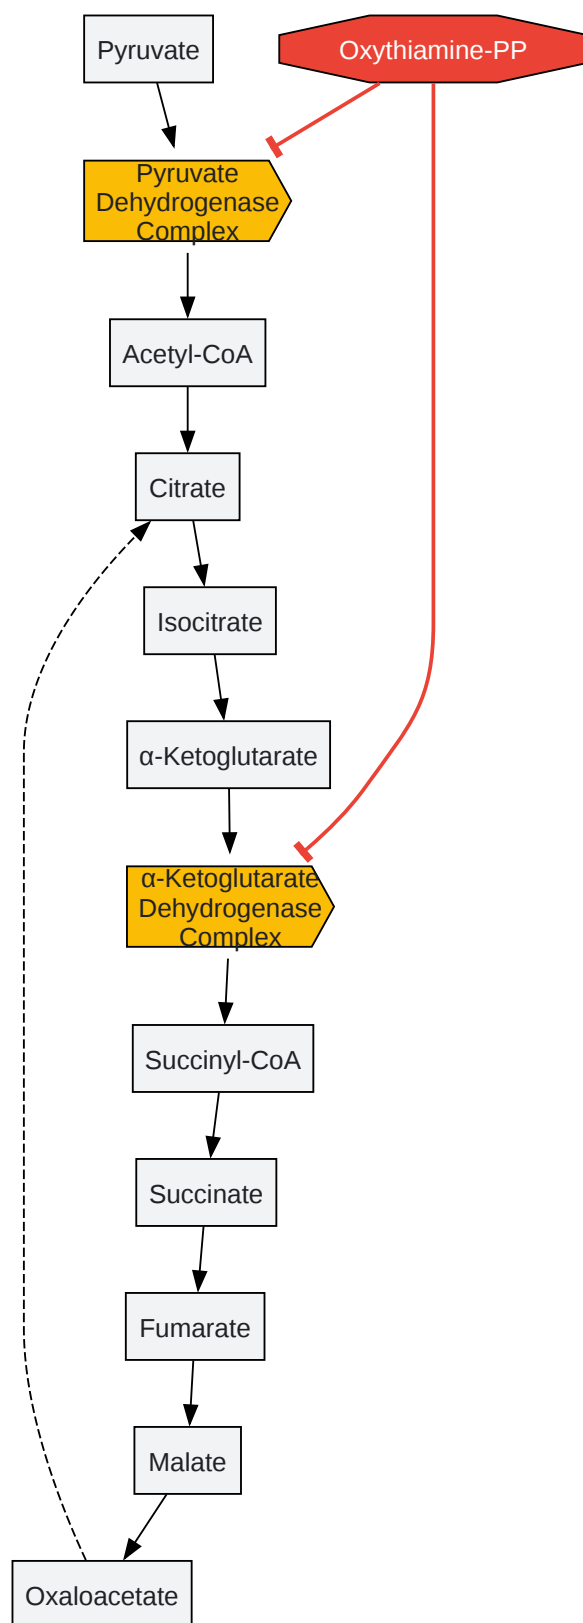 Pyruvate
Oxythiamine-PP
Pyruvate
Dehydrogenase
Complex
Acetyl-CoA
Citrate
Isocitrate
α-Ketoglutarate
α-Ketoglutarate
Dehydrogenase
Complex
Succinyl-CoA
Succinate
Fumarate
Malate
Oxaloacetate